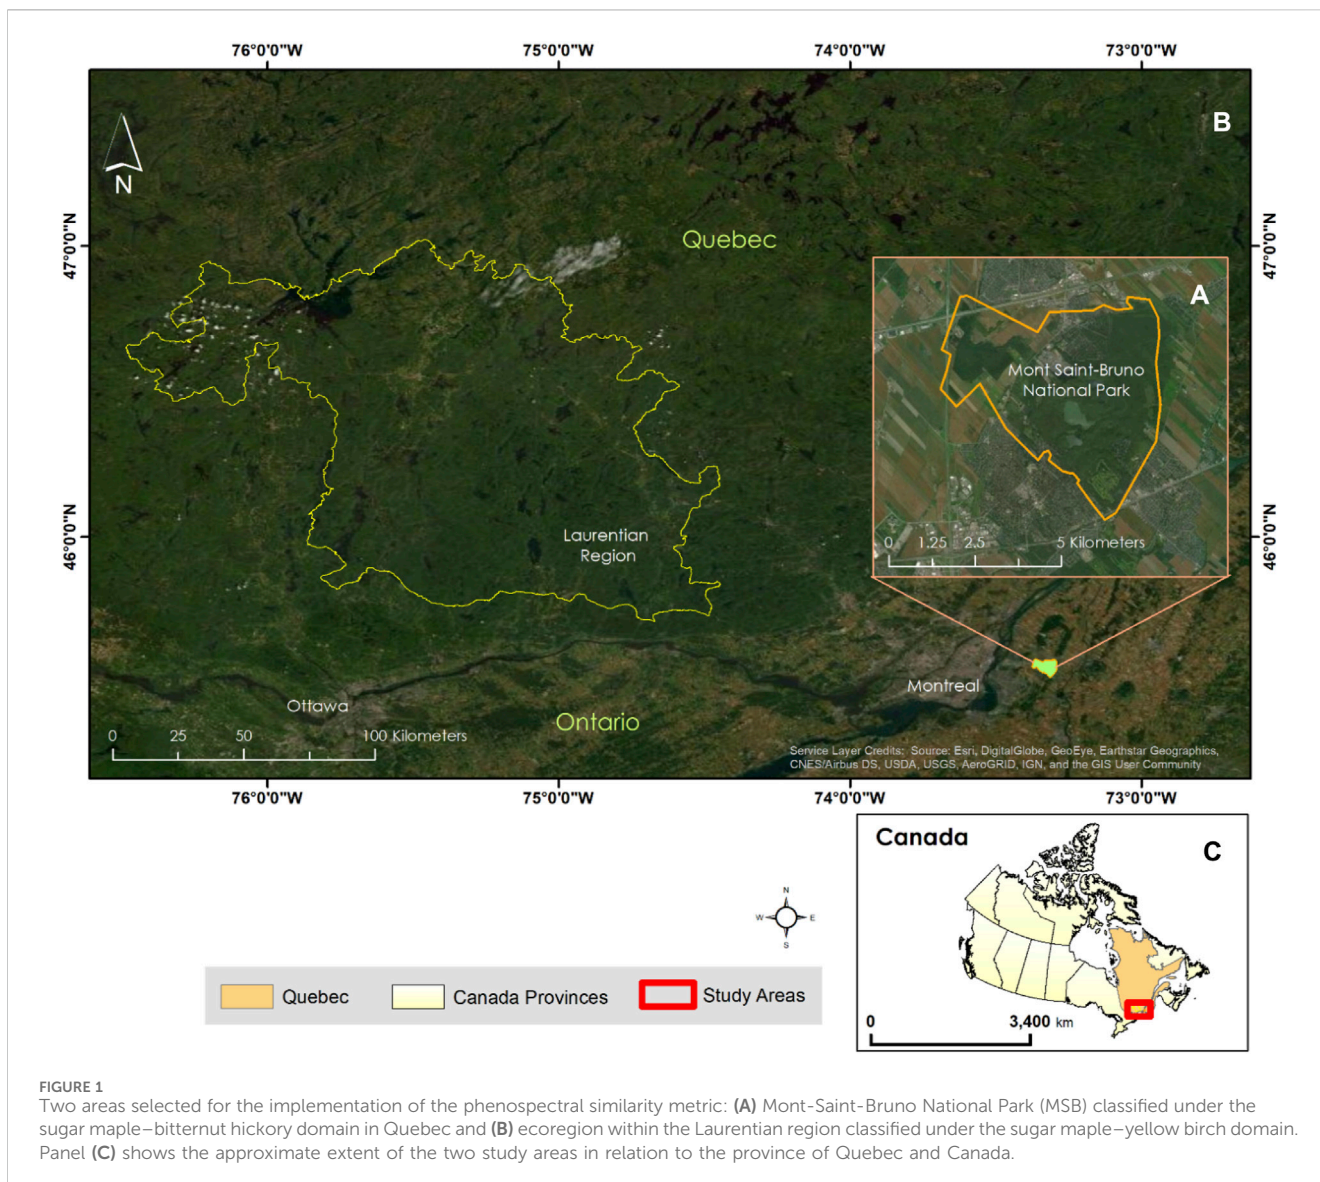 76°0'0"W 75°0'0"W 74°0'0"W 73°0'0"W
B
N
47°0'0"N
47°0'0"N
Quebec
A
Mont Saint-Bruno
National Park
46°0'0"N
46°0'0"N
Laurentian
Region
0 1.25 2.5 5 Kilometers
Montreal
Ottawa
Ontario
0 25 50 100 Kilometers
Service Layer Credits: Source: Esri, DigitalGlobe, GeoEye, Earthstar Geographics,
CNES/Airbus DS, USDA, USGS, AeroGRID, IGN, and the GIS User Community
76°0'0"W 75°0'0"W 74°0'0"W 73°0'0"W
Canada
C
N
W E
S
Quebec Canada Provinces Study Areas
0 3,400 km
FIGURE 1
Two areas selected for the implementation of the phenospectral similarity metric: (A) Mont-Saint-Bruno National Park (MSB) classified under the
sugar maple–bitternut hickory domain in Quebec and (B) ecoregion within the Laurentian region classified under the sugar maple–yellow birch domain.
Panel (C) shows the approximate extent of the two study areas in relation to the province of Quebec and Canada.